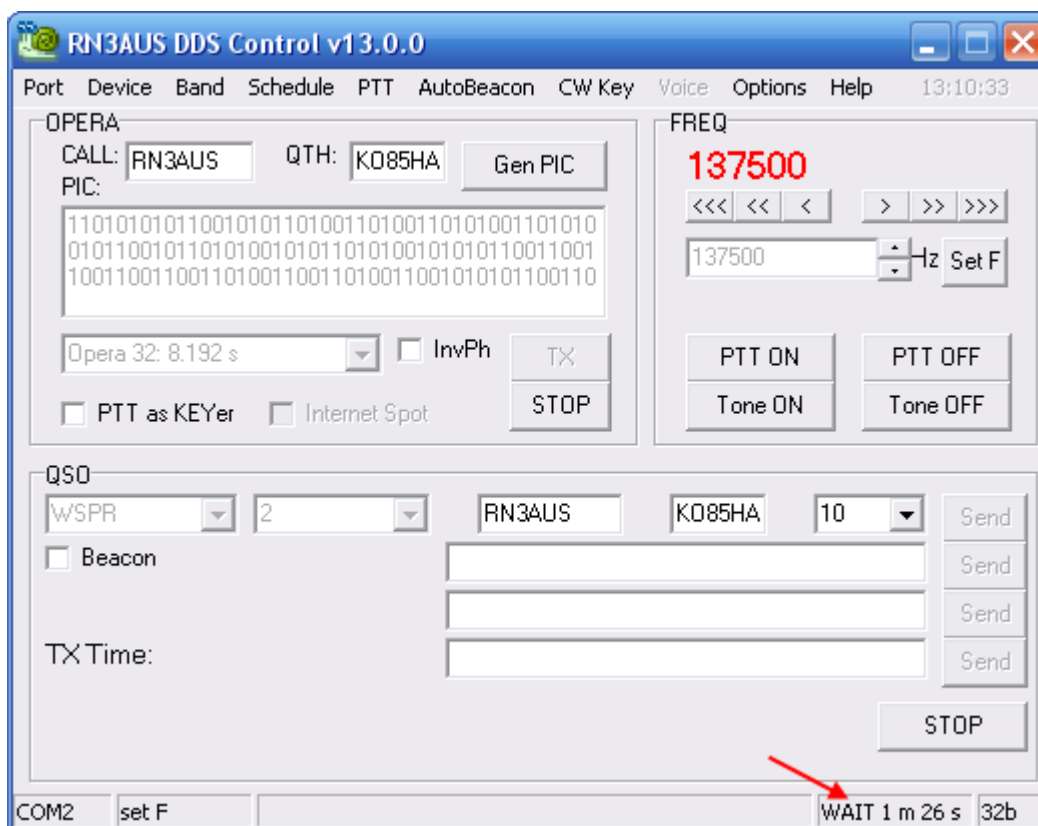 RN3AUS DDS Control v13.0.0
Port Device Band Schedule PTT AutoBeacon CW Key Voice Options Help 13:10:33
OPERA
CALL: RN3AUS QTH: KO85HA Gen PIC
PIC:
11010101011001010110100110100110101001101010
01011001011010100101011010100101010110011001
10011001100110100110011010011001010101100110
Opera 32: 8.192 s InvPh TX
PTT as KEYer Internet Spot STOP
FREQ
137500
<<< << < > >> >>>
137500 Hz Set F
PTT ON PTT OFF
Tone ON Tone OFF
QSO
WSPR 2 RN3AUS KO85HA 10 Send
Beacon Send
Send
TX Time: Send
STOP
COM2 set F WAIT 1 m 26 s 32b